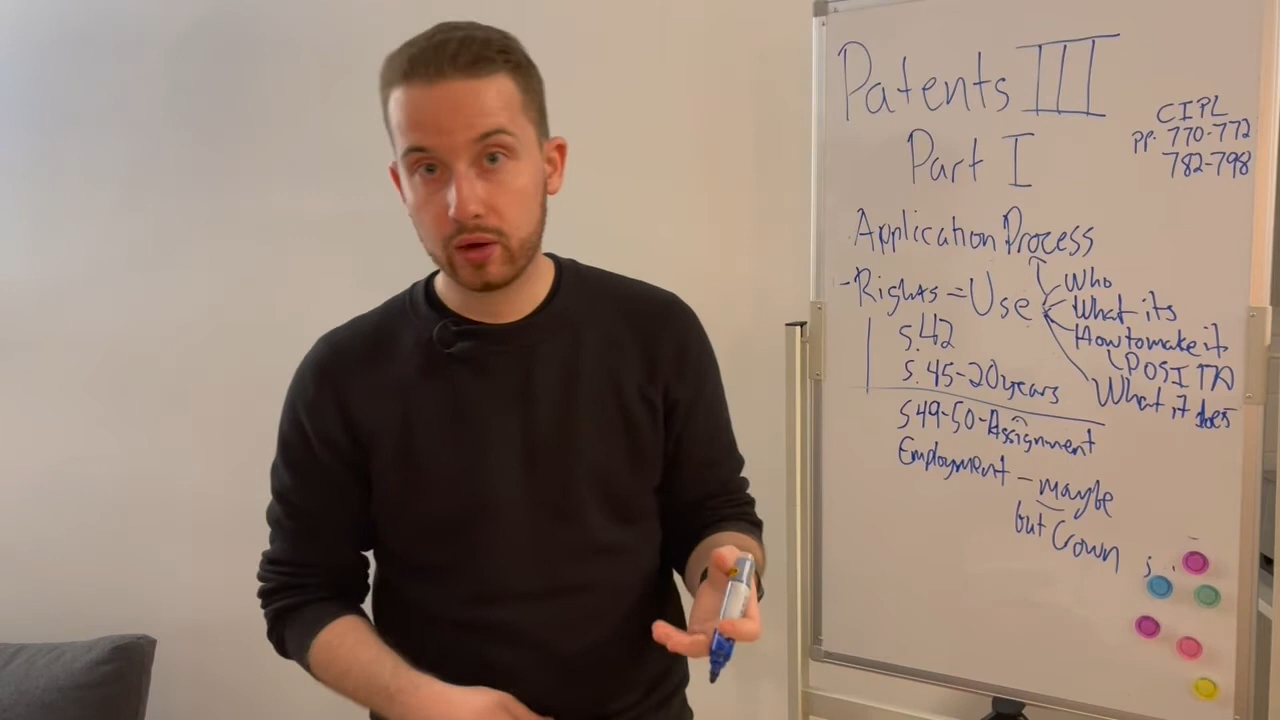 Patents III
Part I
CIPL
pp. 770-772
782-798
Application Process
- Rights = Use
Who
What its
How to make it
POSITA
What it does
s.42
s.45-20 years
S49-50-Assignment
Employment - maybe
but Crown